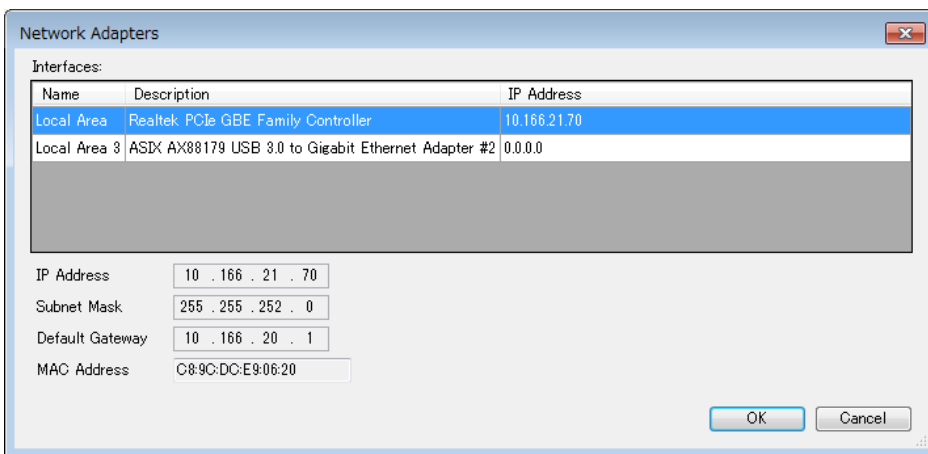 Network Adapters
Interfaces:
Name Description IP Address
Local Area Realtek PCIe GBE Family Controller 10.166.21.70
Local Area 3 ASIX AX88179 USB 3.0 to Gigabit Ethernet Adapter #2 0.0.0.0
IP Address 10 . 166 . 21 . 70
Subnet Mask 255 . 255 . 252 . 0
Default Gateway 10 . 166 . 20 . 1
MAC Address C8:9C:DC:E9:06:20
OK Cancel